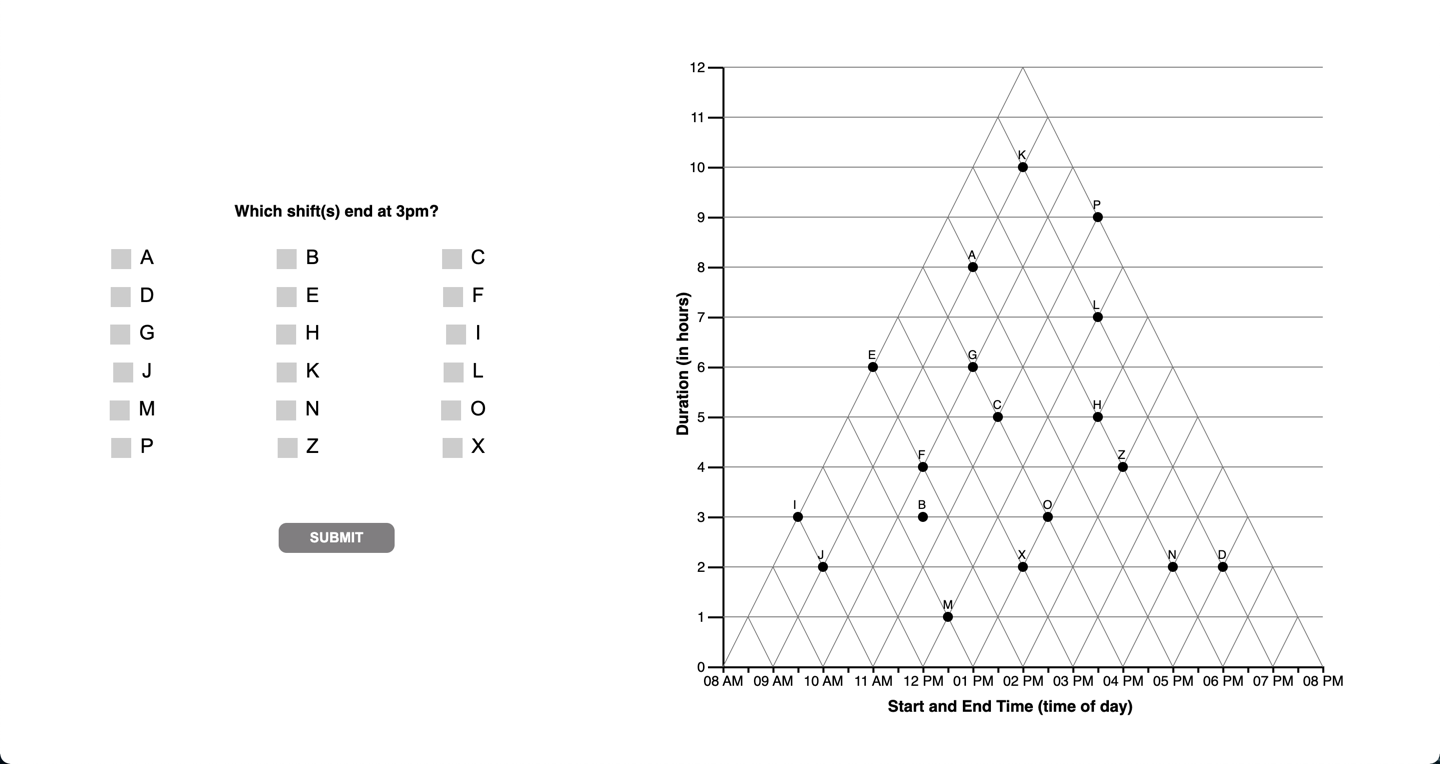 Which shift(s) end at 3pm?
A B C
D E F
G H I
J K L
M N O
P Z X
SUBMIT
12
11
K
10
P
9
A
8
L
7
E G
6
C H
5
F Z
4
I B O
3
J X N D
2
M
1
0
Duration (in hours)
08 AM 09 AM 10 AM 11 AM 12 PM 01 PM 02 PM 03 PM 04 PM 05 PM 06 PM 07 PM 08 PM
Start and End Time (time of day)